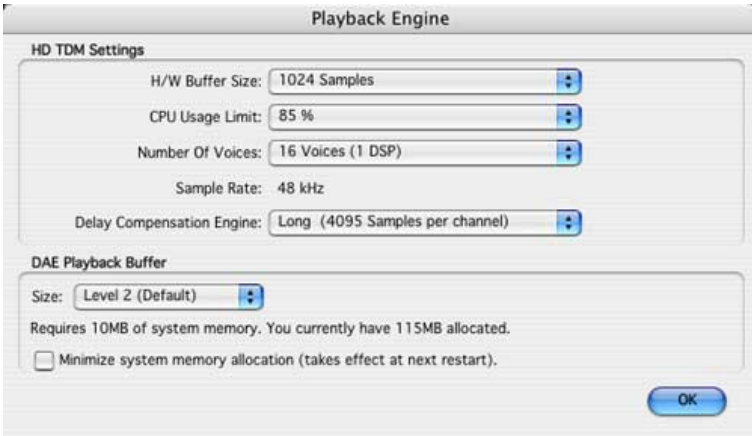 Playback Engine
HD TDM Settings
H/W Buffer Size: 1024 Samples
CPU Usage Limit: 85 %
Number Of Voices: 16 Voices (1 DSP)
Sample Rate: 48 kHz
Delay Compensation Engine: Long (4095 Samples per channel)
DAE Playback Buffer
Size: Level 2 (Default)
Requires 10MB of system memory. You currently have 115MB allocated.
Minimize system memory allocation (takes effect at next restart).
OK